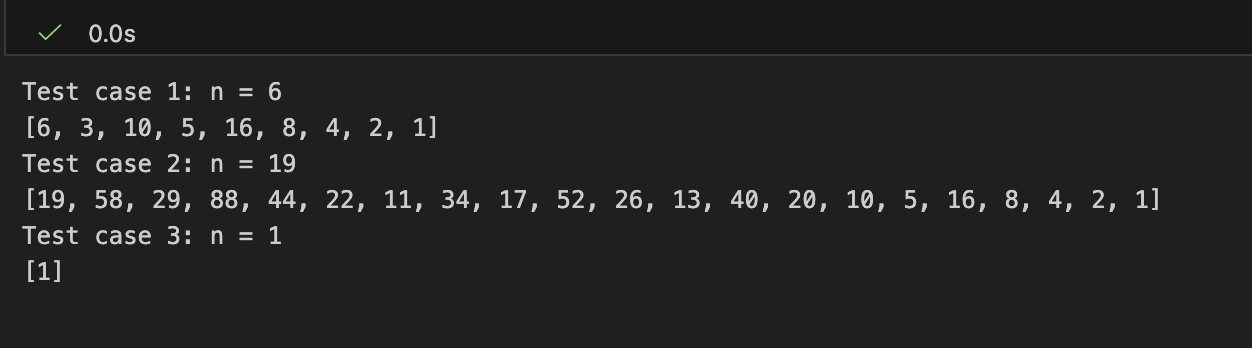 0.0s
Test case 1: n = 6
[6, 3, 10, 5, 16, 8, 4, 2, 1]
Test case 2: n = 19
[19, 58, 29, 88, 44, 22, 11, 34, 17, 52, 26, 13, 40, 20, 10, 5, 16, 8, 4, 2, 1]
Test case 3: n = 1
[1]